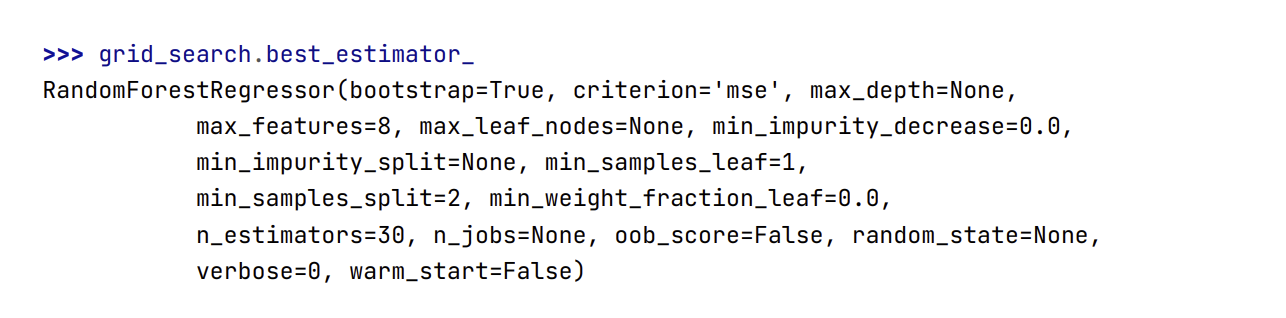 >>> grid_search.best_estimator_
RandomForestRegressor(bootstrap=True, criterion='mse', max_depth=None,
max_features=8, max_leaf_nodes=None, min_impurity_decrease=0.0,
min_impurity_split=None, min_samples_leaf=1,
min_samples_split=2, min_weight_fraction_leaf=0.0,
n_estimators=30, n_jobs=None, oob_score=False, random_state=None,
verbose=0, warm_start=False)